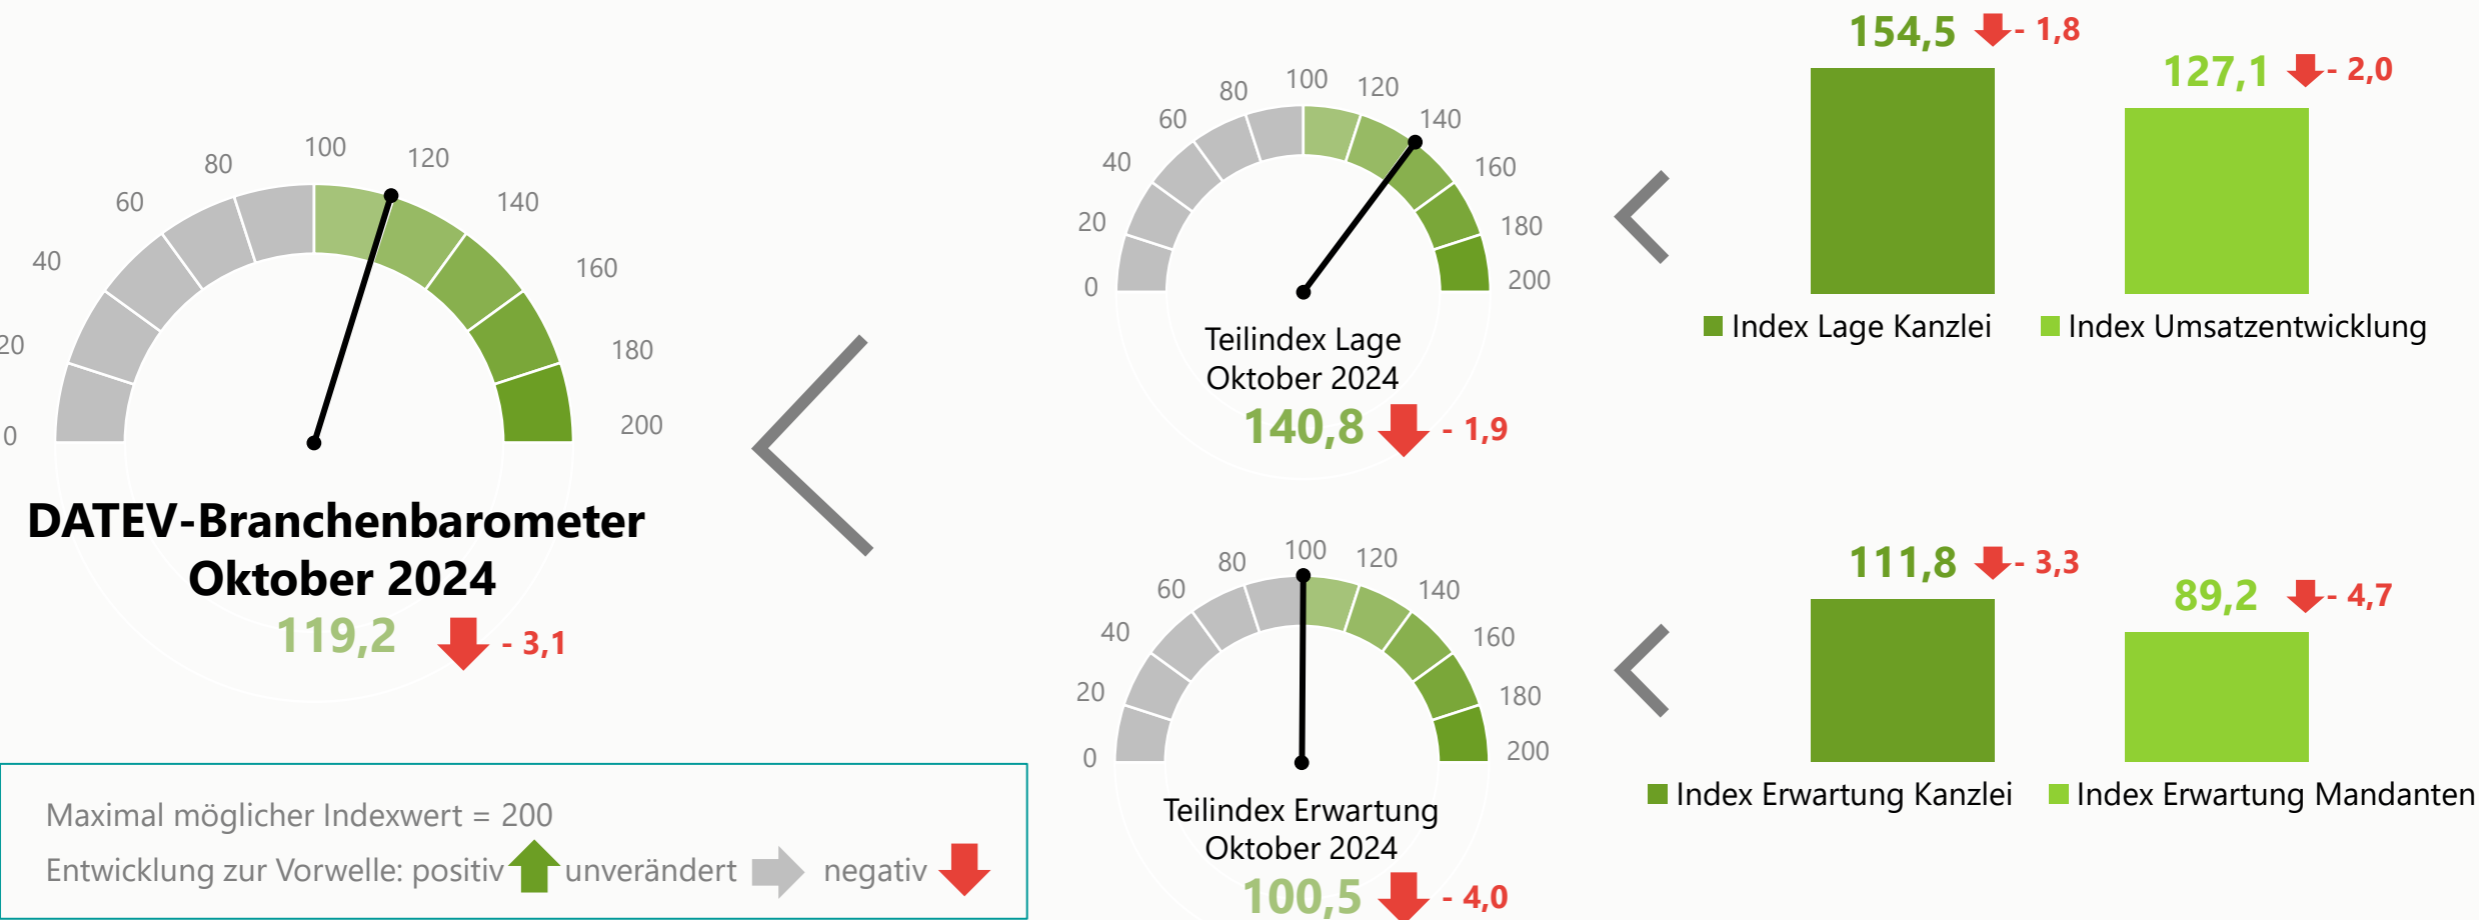 0
20
40
60
80
100
120
140
160
180
200
DATEV-Branchenbarometer
Oktober 2024
119,2 - 3,1
0
20
40
60
80
100
120
140
160
180
200
Teilindex Lage
Oktober 2024
140,8 - 1,9
154,5 - 1,8
127,1 - 2,0
Index Lage Kanzlei Index Umsatzentwicklung
0
20
40
60
80
100
120
140
160
180
200
Teilindex Erwartung
Oktober 2024
100,5 - 4,0
111,8 - 3,3
89,2 - 4,7
Index Erwartung Kanzlei Index Erwartung Mandanten
Maximal möglicher Indexwert = 200
Entwicklung zur Vorwelle: positiv unverändert negativ